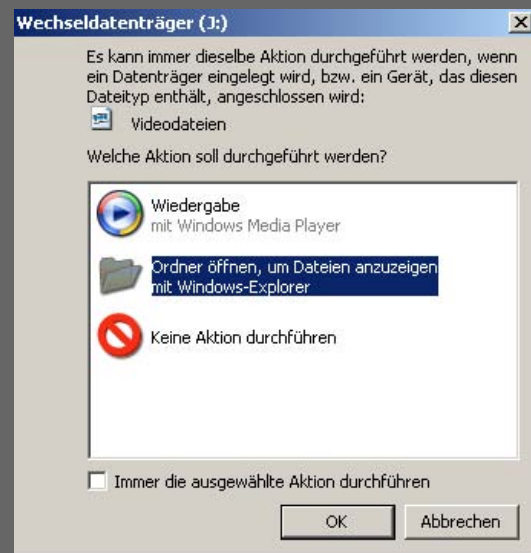 Wechseldatenträger (J:)
Es kann immer dieselbe Aktion durchgeführt werden, wenn
ein Datenträger eingelegt wird, bzw. ein Gerät, das diesen
Dateityp enthält, angeschlossen wird:
Videodateien
Welche Aktion soll durchgeführt werden?
Wiedergabe
mit Windows Media Player
Ordner öffnen, um Dateien anzuzeigen
mit Windows-Explorer
Keine Aktion durchführen
Immer die ausgewählte Aktion durchführen
OK Abbrechen